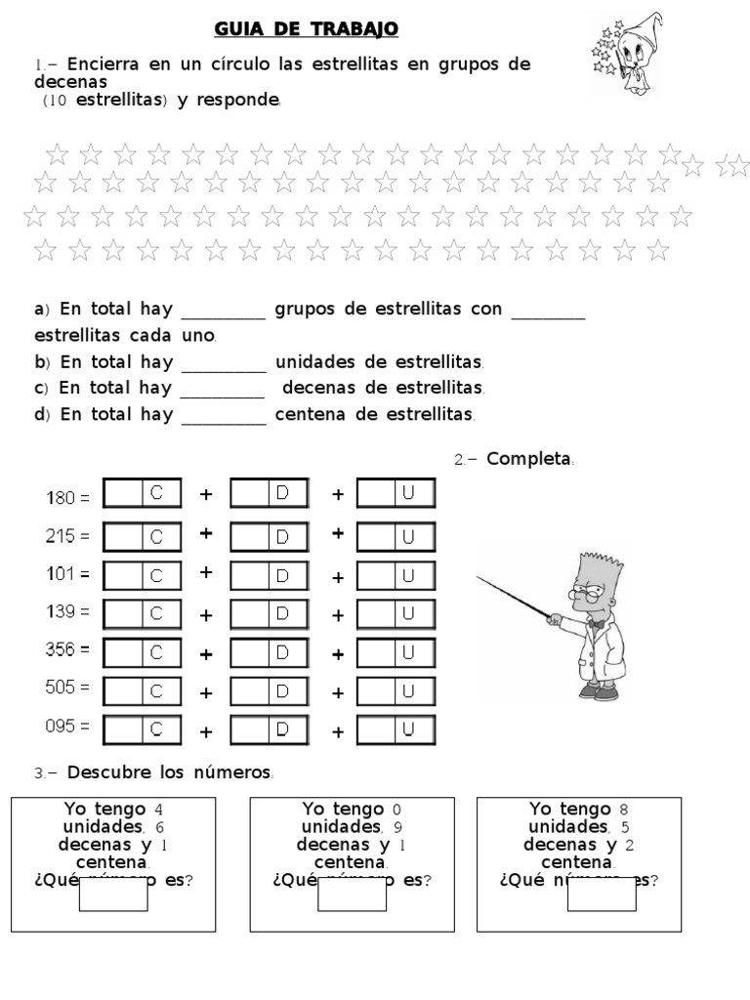 GUIA DE TRABAJO
1.- Encierra en un círculo las estrellitas en grupos de
decenas
(10 estrellitas) y responde.
a) En total hay ________ grupos de estrellitas con _______
estrellitas cada uno.
b) En total hay ________ unidades de estrellitas.
c) En total hay ________ decenas de estrellitas.
d) En total hay ________ centena de estrellitas.
2.- Completa.
180 = C + D + U
215 = C + D + U
101 = C + D + U
139 = C + D + U
356 = C + D + U
505 = C + D + U
095 = C + D + U
3.- Descubre los números.
Yo tengo 4
unidades, 6
decenas y 1
centena.
¿Qué número es?
Yo tengo 0
unidades, 9
decenas y 1
centena.
¿Qué número es?
Yo tengo 8
unidades, 5
decenas y 2
centena.
¿Qué número es?